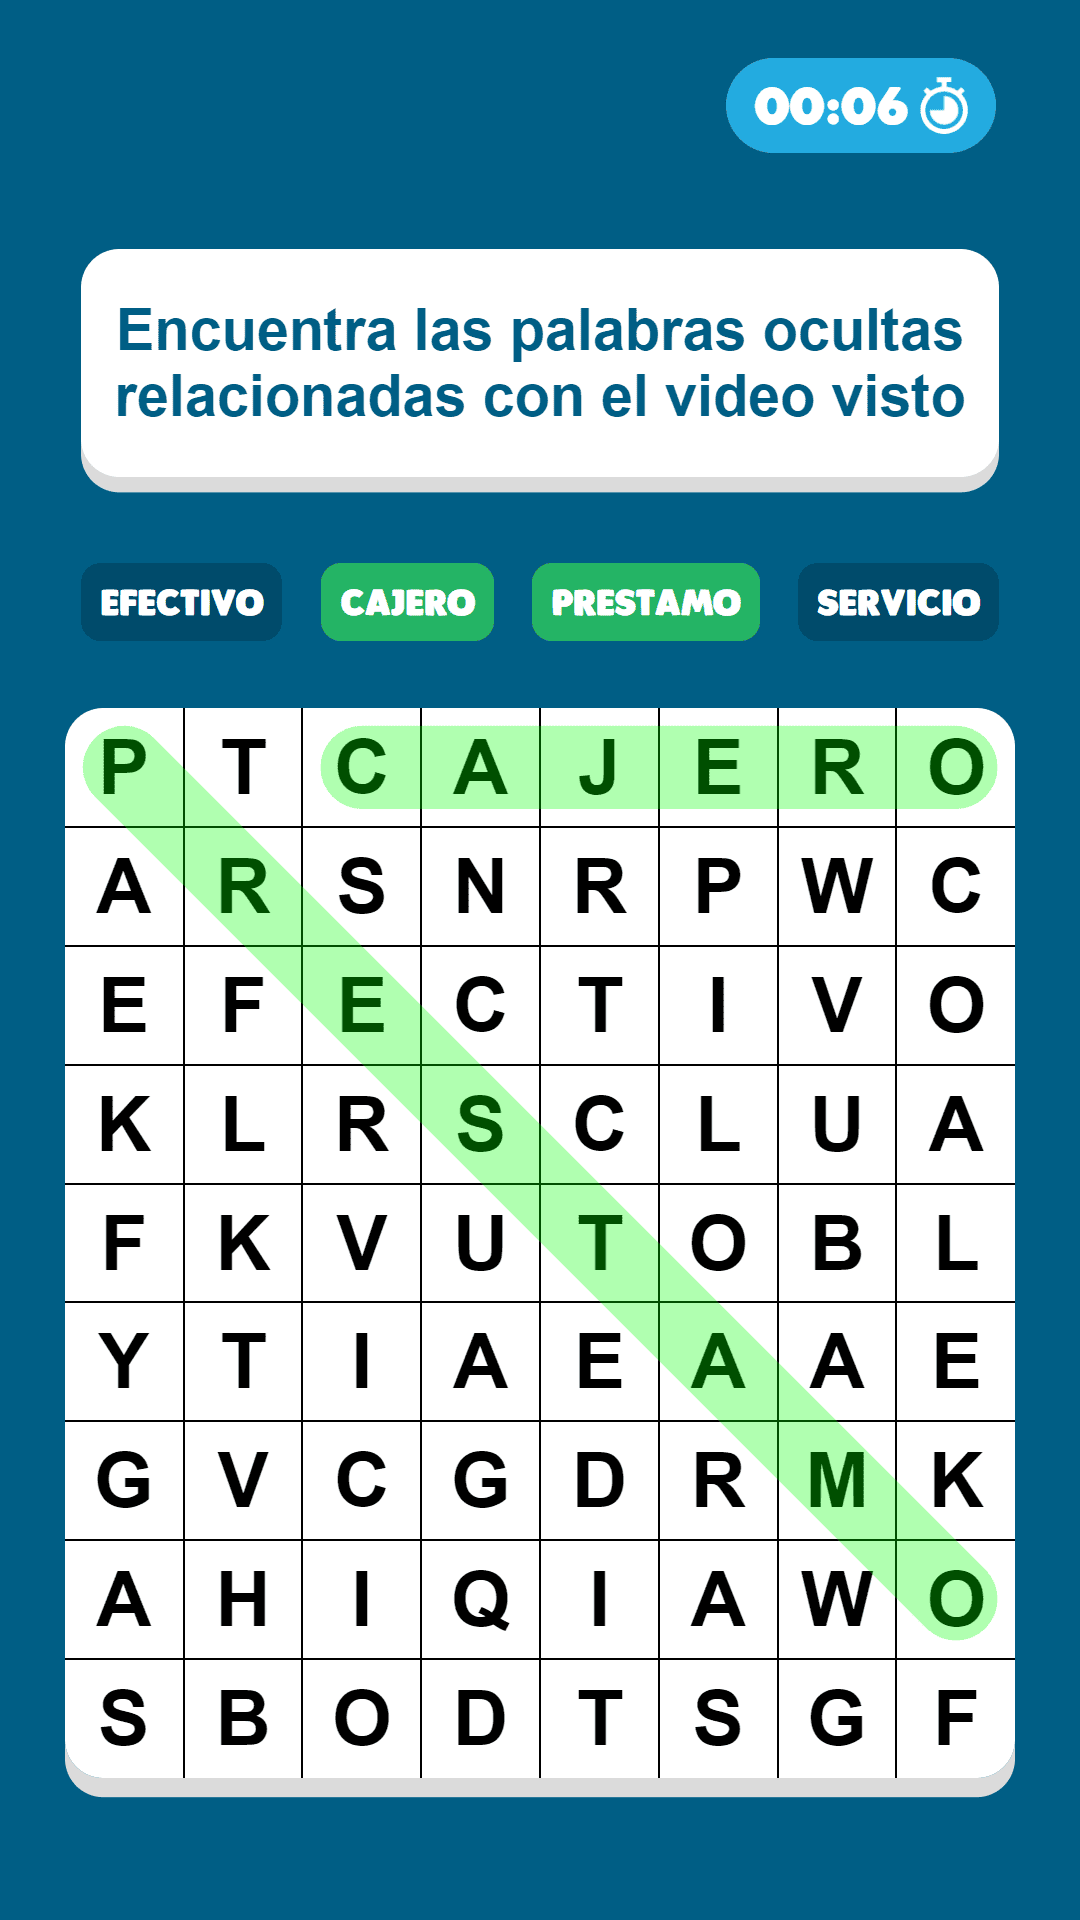 00:06
Encuentra las palabras ocultas
relacionadas con el video visto
EFECTIVO CAJERO PRESTAMO SERVICIO
P T C A J E R O
A R S N R P W C
E F E C T I V O
K L R S C L U A
F K V U T O B L
Y T I A E A A E
G V C G D R M K
A H I Q I A W O
S B O D T S G F